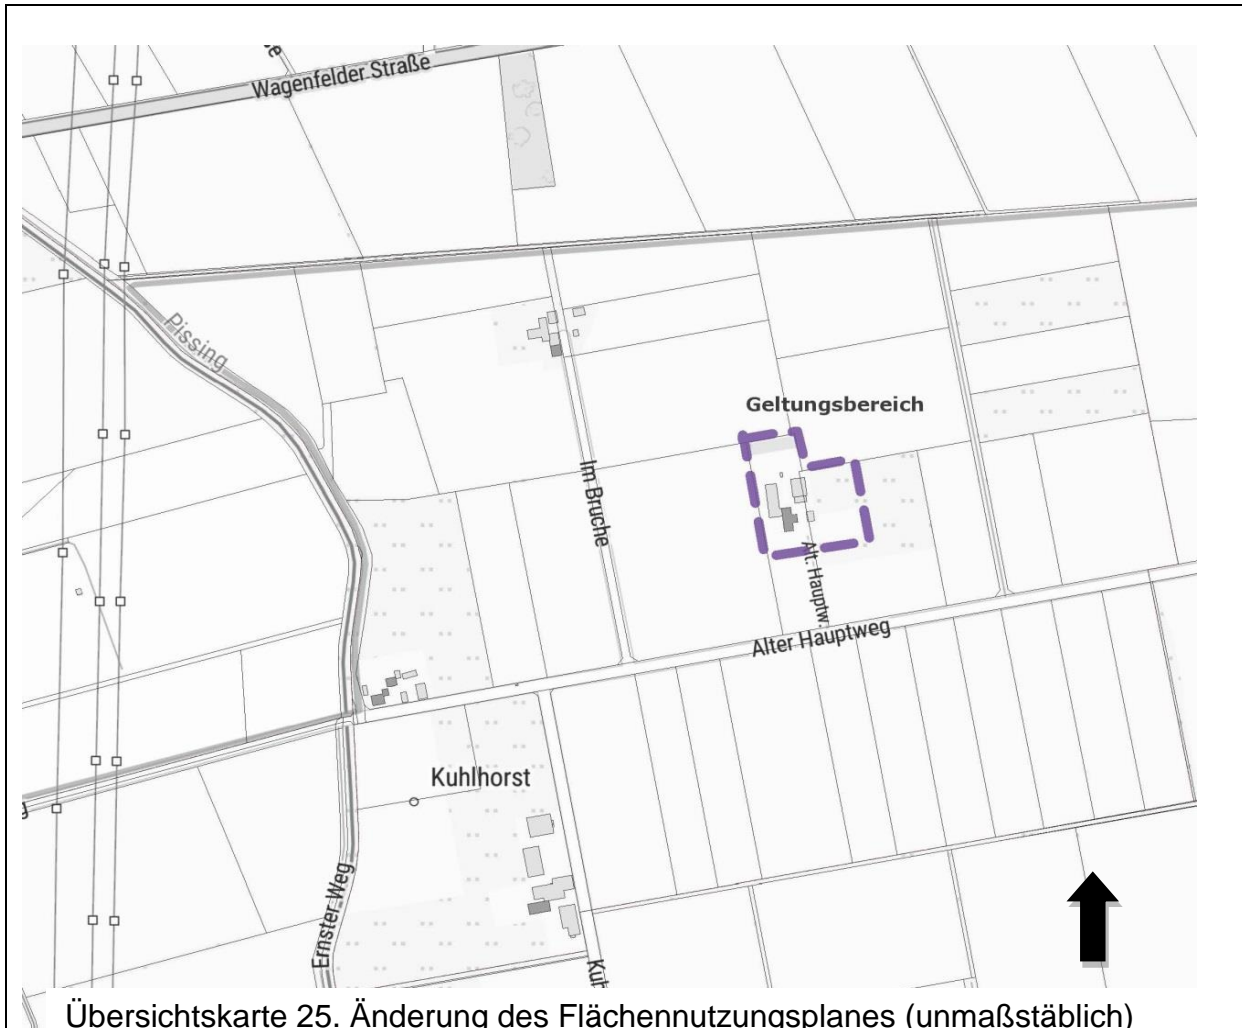 Wagenfelder Straße
Pissing
Geltungsbereich
Im Bruche
Alt. Hauptw.
Alter Hauptweg
Kuhlhorst
Ernster Weg
Übersichtskarte 25. Änderung des Flächennutzungsplanes (unmaßstäblich)